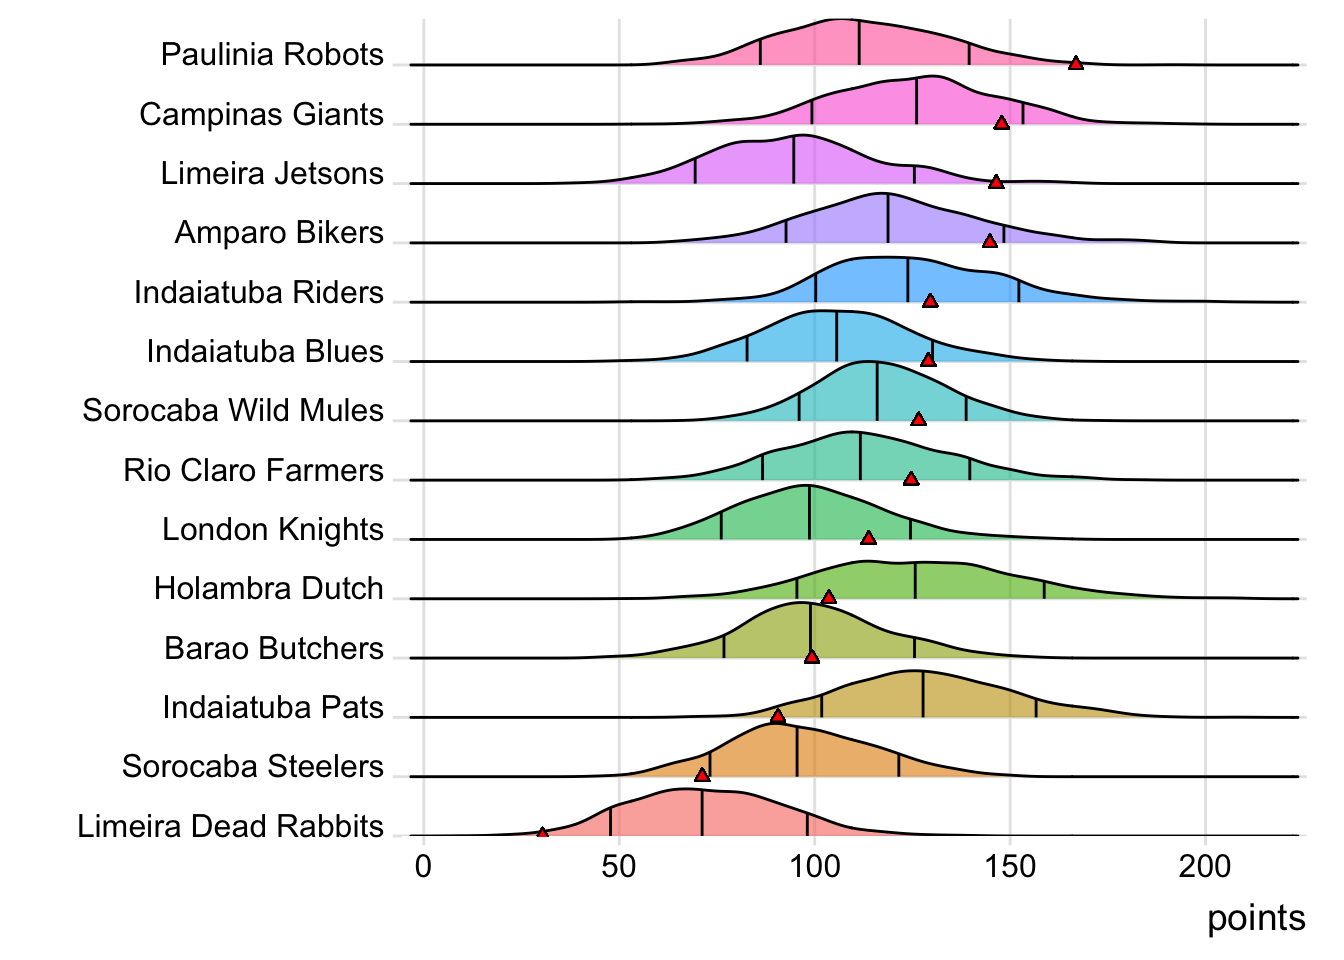 Paulinia Robots
Campinas Giants
Limeira Jetsons
Amparo Bikers
Indaiatuba Riders
Indaiatuba Blues
Sorocaba Wild Mules
Rio Claro Farmers
London Knights
Holambra Dutch
Barao Butchers
Indaiatuba Pats
Sorocaba Steelers
Limeira Dead Rabbits
0 50 100 150 200
points